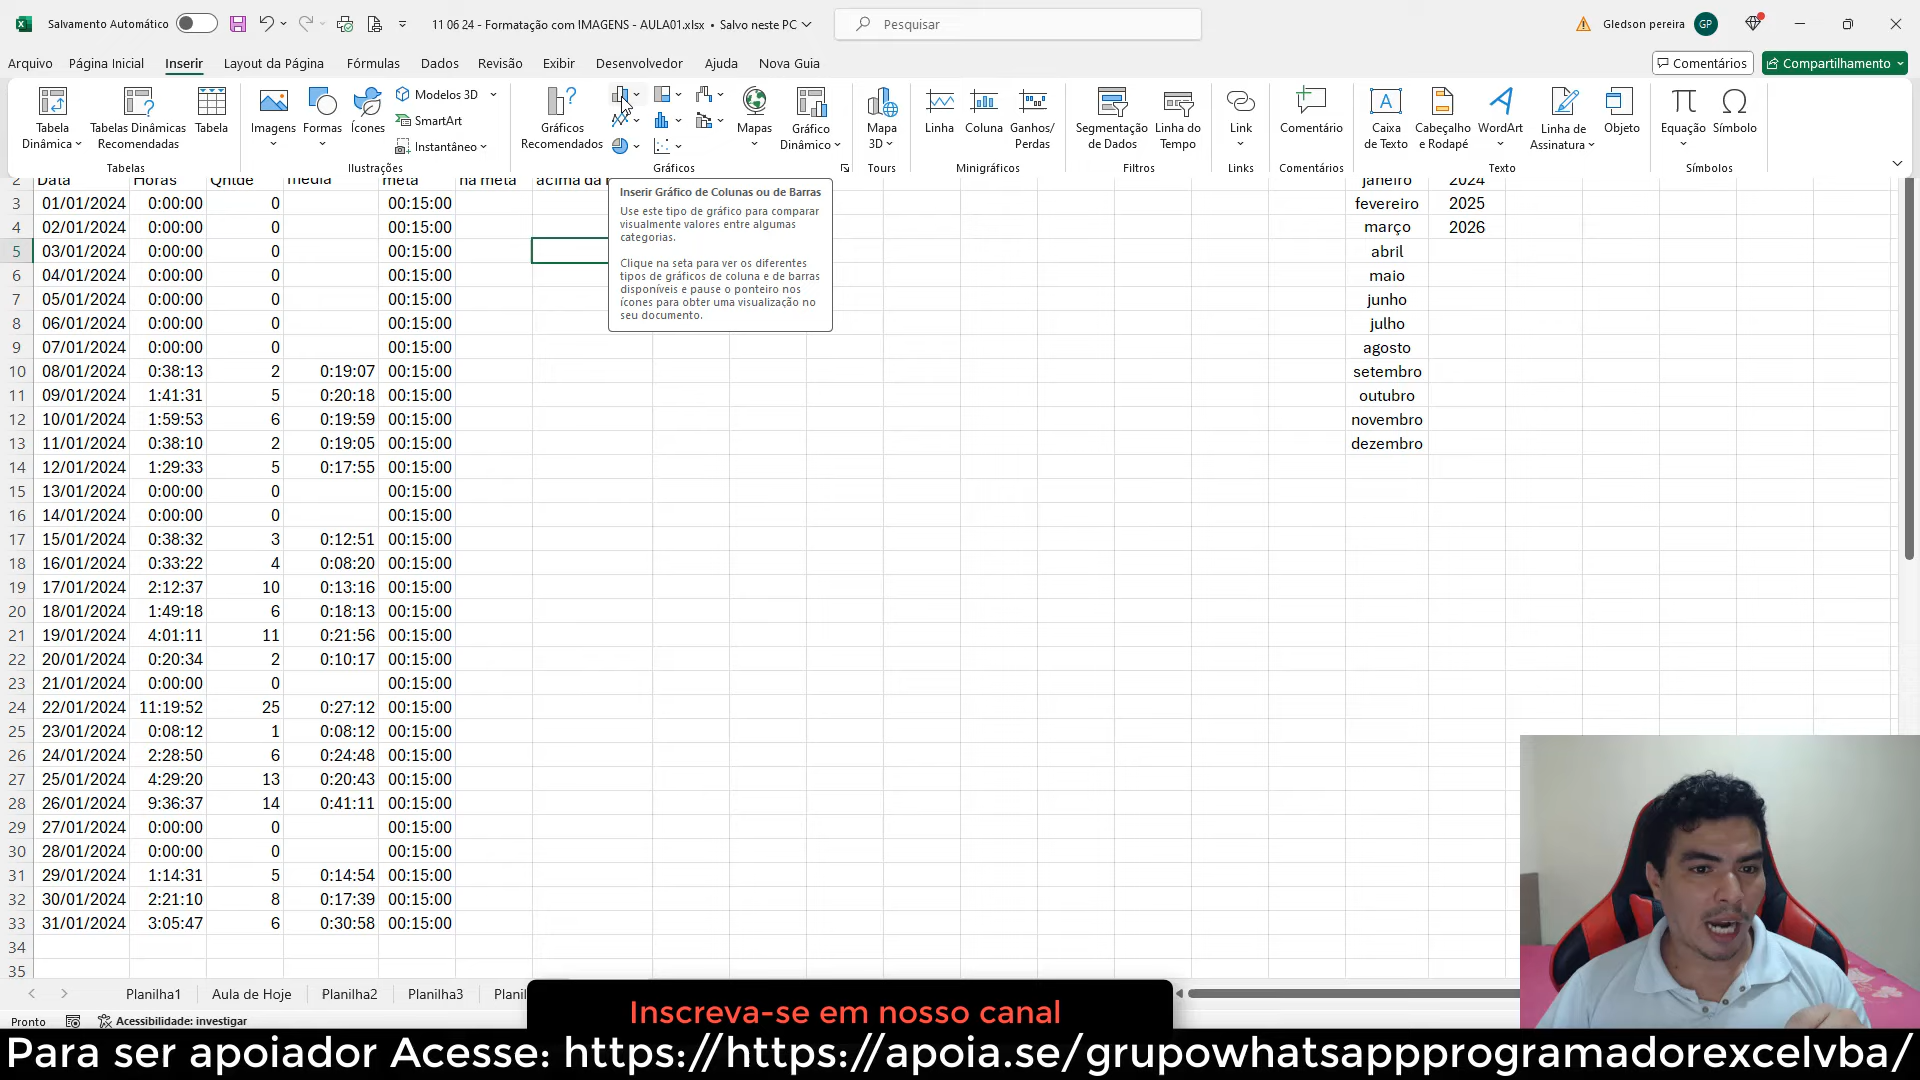 Salvamento Automático
11 06 24 - Formatação com IMAGENS - AULA01.xlsx • Salvo neste PC
Pesquisar
Gledson pereira
GP
Arquivo Página Inicial Inserir Layout da Página Fórmulas Dados Revisão Exibir Desenvolvedor Ajuda Nova Guia
Comentários Compartilhamento
Tabela Dinâmica
Tabelas Dinâmicas Recomendadas
Tabela
Tabelas
Imagens
Formas
Ícones
Modelos 3D
SmartArt
Instantâneo
Ilustrações
Gráficos Recomendados
Mapas
Gráfico Dinâmico
Gráficos
Mapa 3D
Tours
Linha
Coluna
Ganhos/ Perdas
Minigráficos
Segmentação de Dados
Linha do Tempo
Filtros
Link
Links
Comentário
Comentários
Caixa de Texto
Cabeçalho e Rodapé
WordArt
Linha de Assinatura
Objeto
Texto
Equação
Símbolo
Símbolos
Inserir Gráfico de Colunas ou de Barras
Use este tipo de gráfico para comparar
visualmente valores entre algumas
categorias.
Clique na seta para ver os diferentes
tipos de gráficos de coluna e de barras
disponíveis e pause o ponteiro nos
ícones para obter uma visualização no
seu documento.
2 Data Horas Qntde média meta na meta acima da janeiro 2024
3 01/01/2024 0:00:00 0 00:15:00 fevereiro 2025
4 02/01/2024 0:00:00 0 00:15:00 março 2026
5 03/01/2024 0:00:00 0 00:15:00 abril
6 04/01/2024 0:00:00 0 00:15:00 maio
7 05/01/2024 0:00:00 0 00:15:00 junho
8 06/01/2024 0:00:00 0 00:15:00 julho
9 07/01/2024 0:00:00 0 00:15:00 agosto
10 08/01/2024 0:38:13 2 0:19:07 00:15:00 setembro
11 09/01/2024 1:41:31 5 0:20:18 00:15:00 outubro
12 10/01/2024 1:59:53 6 0:19:59 00:15:00 novembro
13 11/01/2024 0:38:10 2 0:19:05 00:15:00 dezembro
14 12/01/2024 1:29:33 5 0:17:55 00:15:00
15 13/01/2024 0:00:00 0 00:15:00
16 14/01/2024 0:00:00 0 00:15:00
17 15/01/2024 0:38:32 3 0:12:51 00:15:00
18 16/01/2024 0:33:22 4 0:08:20 00:15:00
19 17/01/2024 2:12:37 10 0:13:16 00:15:00
20 18/01/2024 1:49:18 6 0:18:13 00:15:00
21 19/01/2024 4:01:11 11 0:21:56 00:15:00
22 20/01/2024 0:20:34 2 0:10:17 00:15:00
23 21/01/2024 0:00:00 0 00:15:00
24 22/01/2024 11:19:52 25 0:27:12 00:15:00
25 23/01/2024 0:08:12 1 0:08:12 00:15:00
26 24/01/2024 2:28:50 6 0:24:48 00:15:00
27 25/01/2024 4:29:20 13 0:20:43 00:15:00
28 26/01/2024 9:36:37 14 0:41:11 00:15:00
29 27/01/2024 0:00:00 0 00:15:00
30 28/01/2024 0:00:00 0 00:15:00
31 29/01/2024 1:14:31 5 0:14:54 00:15:00
32 30/01/2024 2:21:10 8 0:17:39 00:15:00
33 31/01/2024 3:05:47 6 0:30:58 00:15:00
34
35
Planilha1 Aula de Hoje Planilha2 Planilha3 Planil
Inscreva-se em nosso canal
Pronto Acessibilidade: investigar
Para ser apoiador Acesse: https://https://apoia.se/grupowhatsappprogramadorexcelvba/